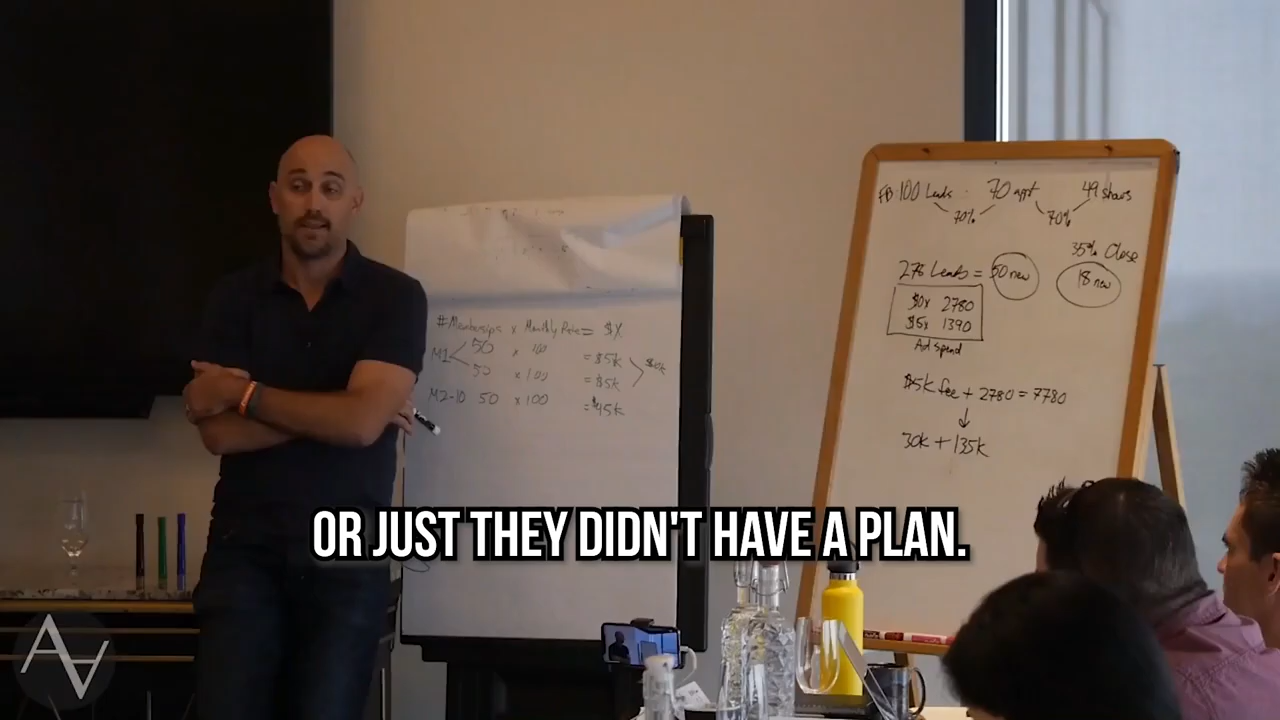 # Memberships x Monthly Rate = $X
M1 50 x 100 = $5k
50 x 100 = $5k
M2-10 50 x 100 = $45k
FB: 100 Leads 70 appt 49 shows
70% 70%
35% Close
278 Leads = 50 new 18 new
$10x 2780
$5x 1390
Ad spend
$5k fee + 2780 = 7780
30k + 135k
OR JUST THEY DIDN'T HAVE A PLAN.
AA